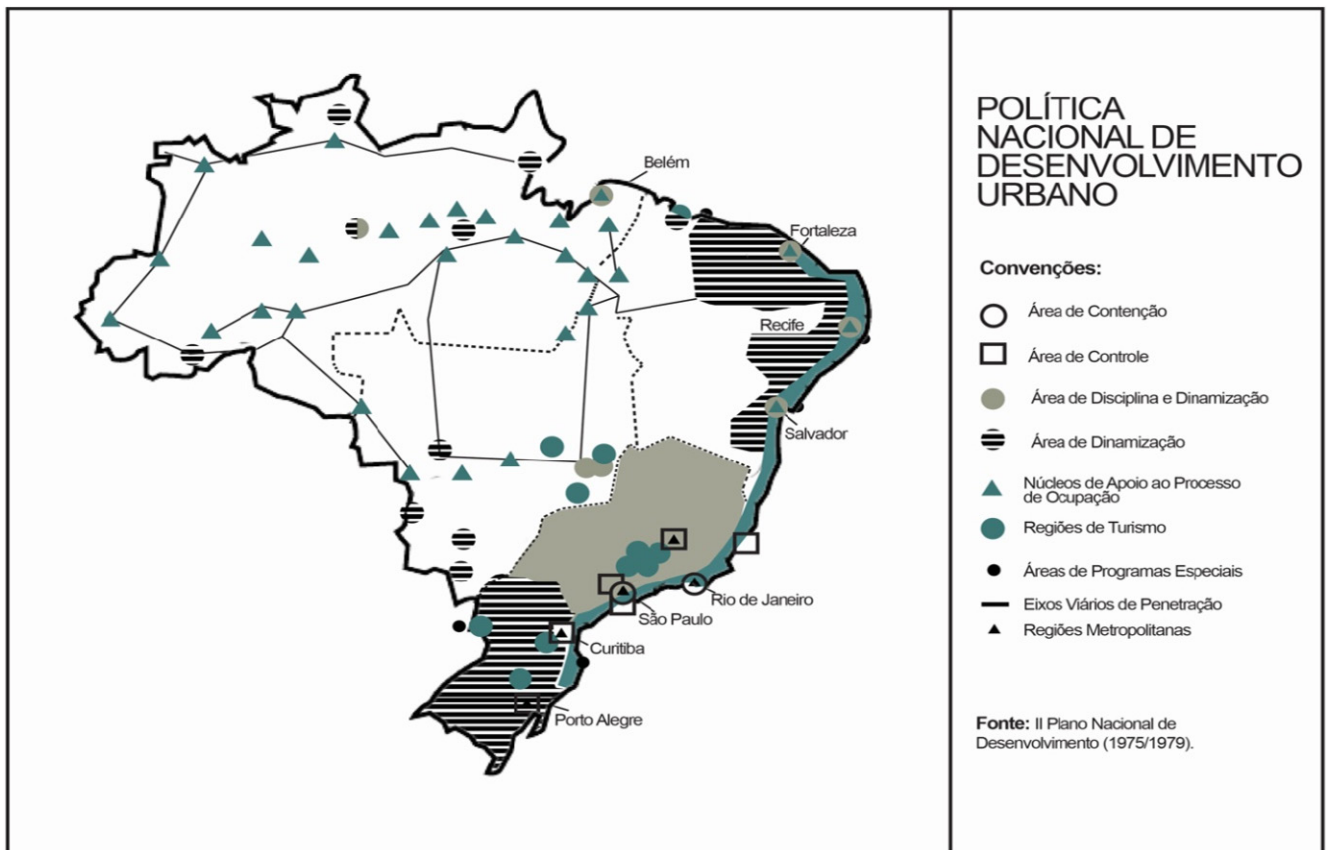 Belém
Fortaleza
Recife
Salvador
Rio de Janeiro
São Paulo
Curitiba
Porto Alegre
POLÍTICA
NACIONAL DE
DESENVOLVIMENTO
URBANO
Convenções:
Área de Contenção
Área de Controle
Área de Disciplina e Dinamização
Área de Dinamização
Núcleos de Apoio ao Processo
de Ocupação
Regiões de Turismo
Áreas de Programas Especiais
Eixos Viários de Penetração
Regiões Metropolitanas
Fonte: II Plano Nacional de
Desenvolvimento (1975/1979).